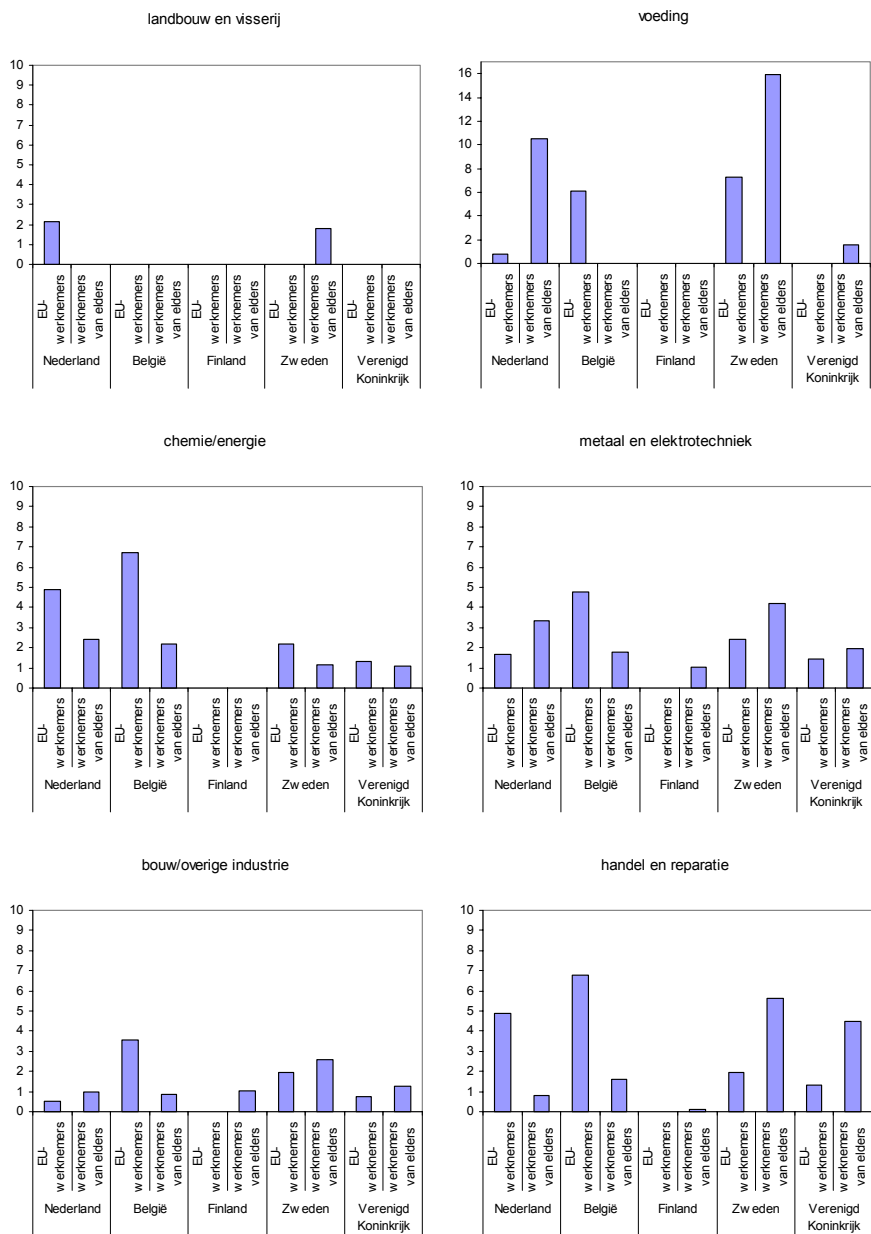 landbouw en visserij
10
9
8
7
6
5
4
3
2
1
0
EU-
werknemers
werknemers
van elders
EU-
werknemers
werknemers
van elders
EU-
werknemers
werknemers
van elders
EU-
werknemers
werknemers
van elders
EU-
werknemers
werknemers
van elders
Nederland
België
Finland
Zweden
Verenigd
Koninkrijk
voeding
16
14
12
10
8
6
4
2
0
EU-
werknemers
werknemers
van elders
EU-
werknemers
werknemers
van elders
EU-
werknemers
werknemers
van elders
EU-
werknemers
werknemers
van elders
EU-
werknemers
werknemers
van elders
Nederland
België
Finland
Zweden
Verenigd
Koninkrijk
chemie/energie
10
9
8
7
6
5
4
3
2
1
0
EU-
werknemers
werknemers
van elders
EU-
werknemers
werknemers
van elders
EU-
werknemers
werknemers
van elders
EU-
werknemers
werknemers
van elders
EU-
werknemers
werknemers
van elders
Nederland
België
Finland
Zweden
Verenigd
Koninkrijk
metaal en elektrotechniek
10
9
8
7
6
5
4
3
2
1
0
EU-
werknemers
werknemers
van elders
EU-
werknemers
werknemers
van elders
EU-
werknemers
werknemers
van elders
EU-
werknemers
werknemers
van elders
EU-
werknemers
werknemers
van elders
Nederland
België
Finland
Zweden
Verenigd
Koninkrijk
bouw/overige industrie
10
9
8
7
6
5
4
3
2
1
0
EU-
werknemers
werknemers
van elders
EU-
werknemers
werknemers
van elders
EU-
werknemers
werknemers
van elders
EU-
werknemers
werknemers
van elders
EU-
werknemers
werknemers
van elders
Nederland
België
Finland
Zweden
Verenigd
Koninkrijk
handel en reparatie
10
9
8
7
6
5
4
3
2
1
0
EU-
werknemers
werknemers
van elders
EU-
werknemers
werknemers
van elders
EU-
werknemers
werknemers
van elders
EU-
werknemers
werknemers
van elders
EU-
werknemers
werknemers
van elders
Nederland
België
Finland
Zweden
Verenigd
Koninkrijk